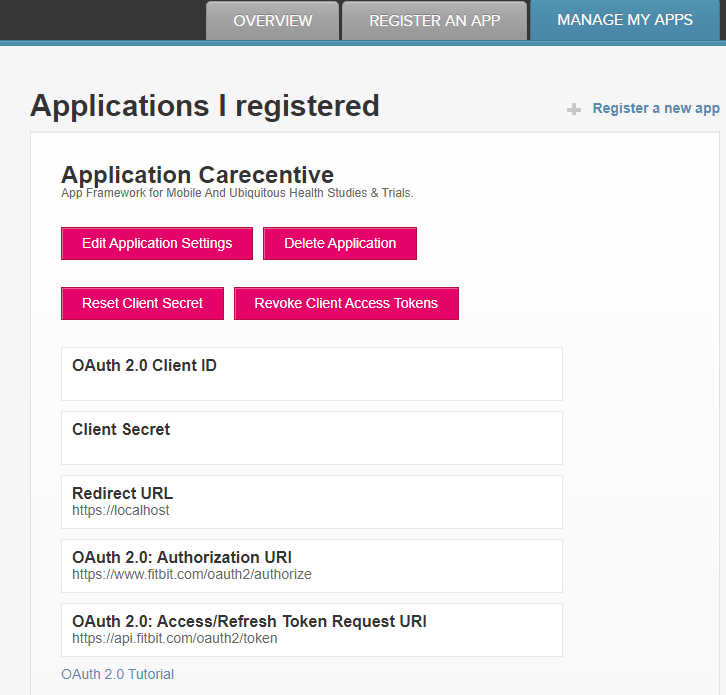 OVERVIEW
REGISTER AN APP
MANAGE MY APPS
Applications I registered
Register a new app
Application Carecentive
App Framework for Mobile And Ubiquitous Health Studies & Trials.
Edit Application Settings
Delete Application
Reset Client Secret
Revoke Client Access Tokens
OAuth 2.0 Client ID
Client Secret
Redirect URL
https://localhost
OAuth 2.0: Authorization URI
https://www.fitbit.com/oauth2/authorize
OAuth 2.0: Access/Refresh Token Request URI
https://api.fitbit.com/oauth2/token
OAuth 2.0 Tutorial